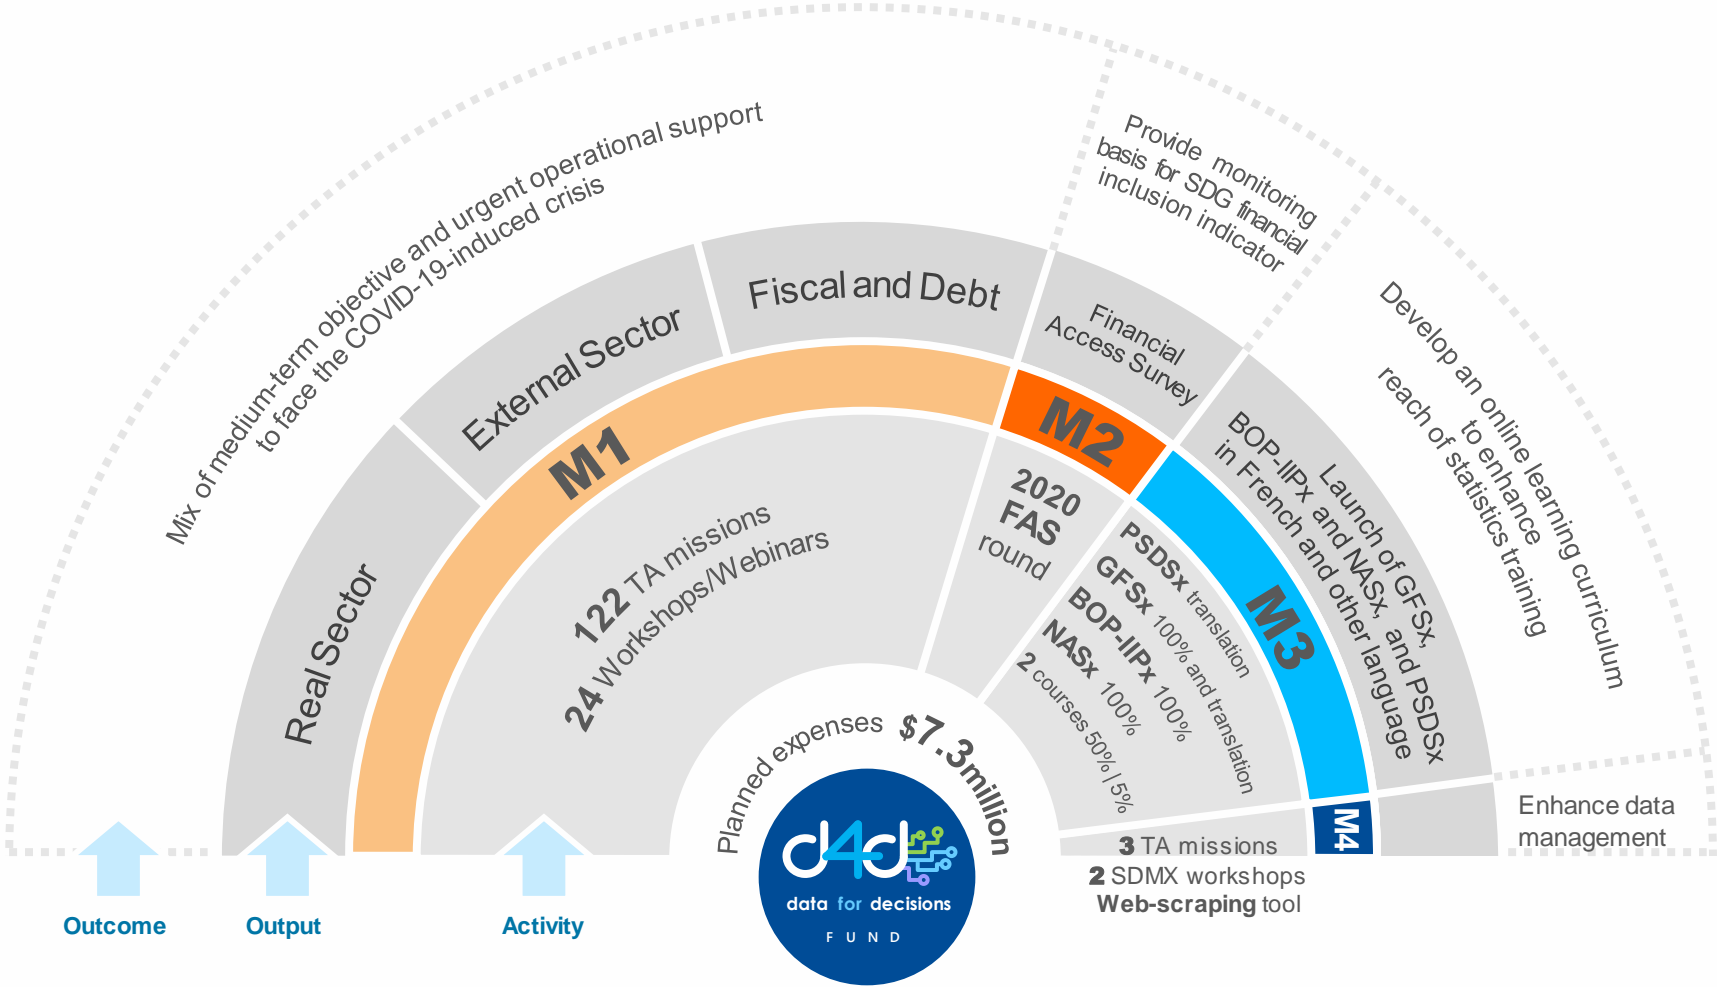 Mix of medium-term objective and urgent operational support
to face the COVID-19-induced crisis
Provide monitoring
basis for SDG financial
inclusion indicator
Develop an online learning curriculum
to enhance
reach of statistics training
Enhance data
management
Real Sector
External Sector
Fiscal and Debt
Financial
Access Survey
Launch of GFSx,
BOP-IIPx and NASx, and PSDSx
in French and other language
M1
M2
M3
M4
122 TA missions
24 Workshops/Webinars
2020
FAS
round
PSDSx translation
GFSx 100% and translation
BOP-IIPx 100%
NASx 100%
2 courses 50% | 5%
3 TA missions
2 SDMX workshops
Web-scraping tool
Planned expenses $7.3million
d4d
data for decisions
FUND
Outcome
Output
Activity